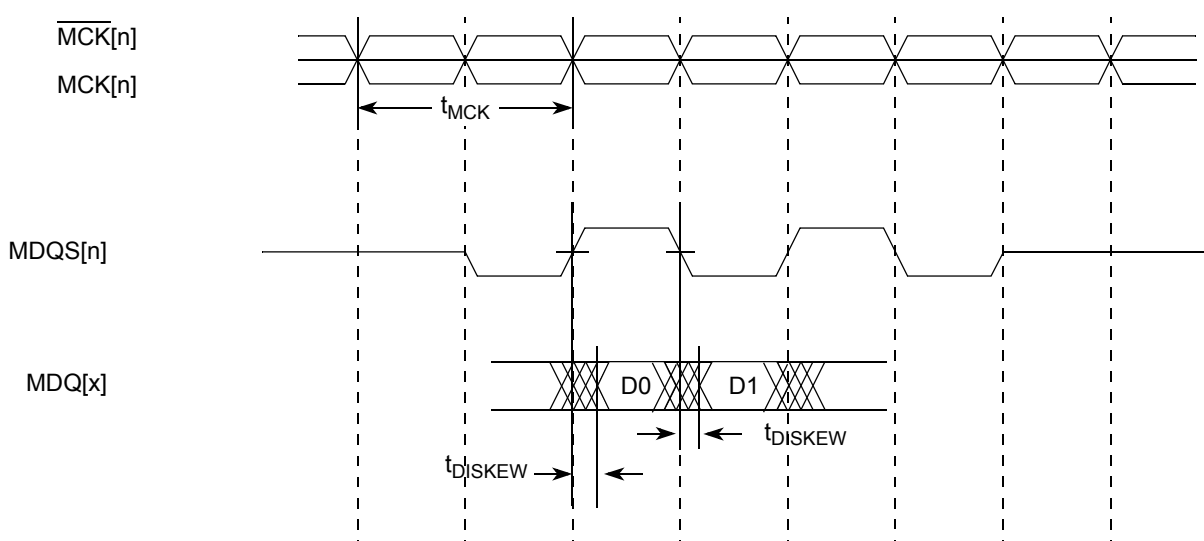 MCK[n]
MCK[n]
tMCK
MDQS[n]
MDQ[x]
D0
D1
tDISKEW
tDISKEW